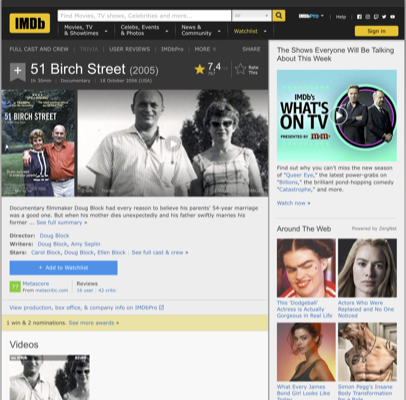 IMDb
Find Movies, TV shows, Celebrities and more...
All
Movies, TV
& Showtimes
Celebs, Events
& Photos
News &
Community
Watchlist
IMDbPro
Help
Sign in
FULL CAST AND CREW | TRIVIA | USER REVIEWS | IMDbPro | MORE
SHARE
51 Birch Street (2005)
7,4
Rate
This
1h 30min | Documentary | 18 October 2006 (USA)
51 BIRCH STREET
Documentary filmmaker Doug Block had every reason to believe his parents' 54-year marriage
was a good one. But when his mother dies unexpectedly and his father swiftly marries his
former ... See full summary »
Director: Doug Block
Writers: Doug Block, Amy Seplin
Stars: Carol Block, Doug Block, Ellen Block | See full cast & crew »
+ Add to Watchlist
77
Metascore
From metacritic.com
Reviews
View production, box office, & company info on IMDbPro
1 win & 2 nominations. See more awards »
Videos
The Shows Everyone Will Be Talking
About This Week
IMDb's
WHAT'S
ON TV
PRESENTED BY
Find out why you can't miss the new season
of "Queer Eye," the latest power-grabs on
"Billions," the brilliant pond-hopping comedy
"Catastrophe," and more.
Watch now »
Around The Web
Powered by ZergNet
This 'Dodgeball'
Actress is Actually
Gorgeous in Real Life
Actors Who Were
Replaced and No One
Noticed
What Every James
Bond Girl Looks Like
Today
Simon Pegg's Insane
Body Transformation